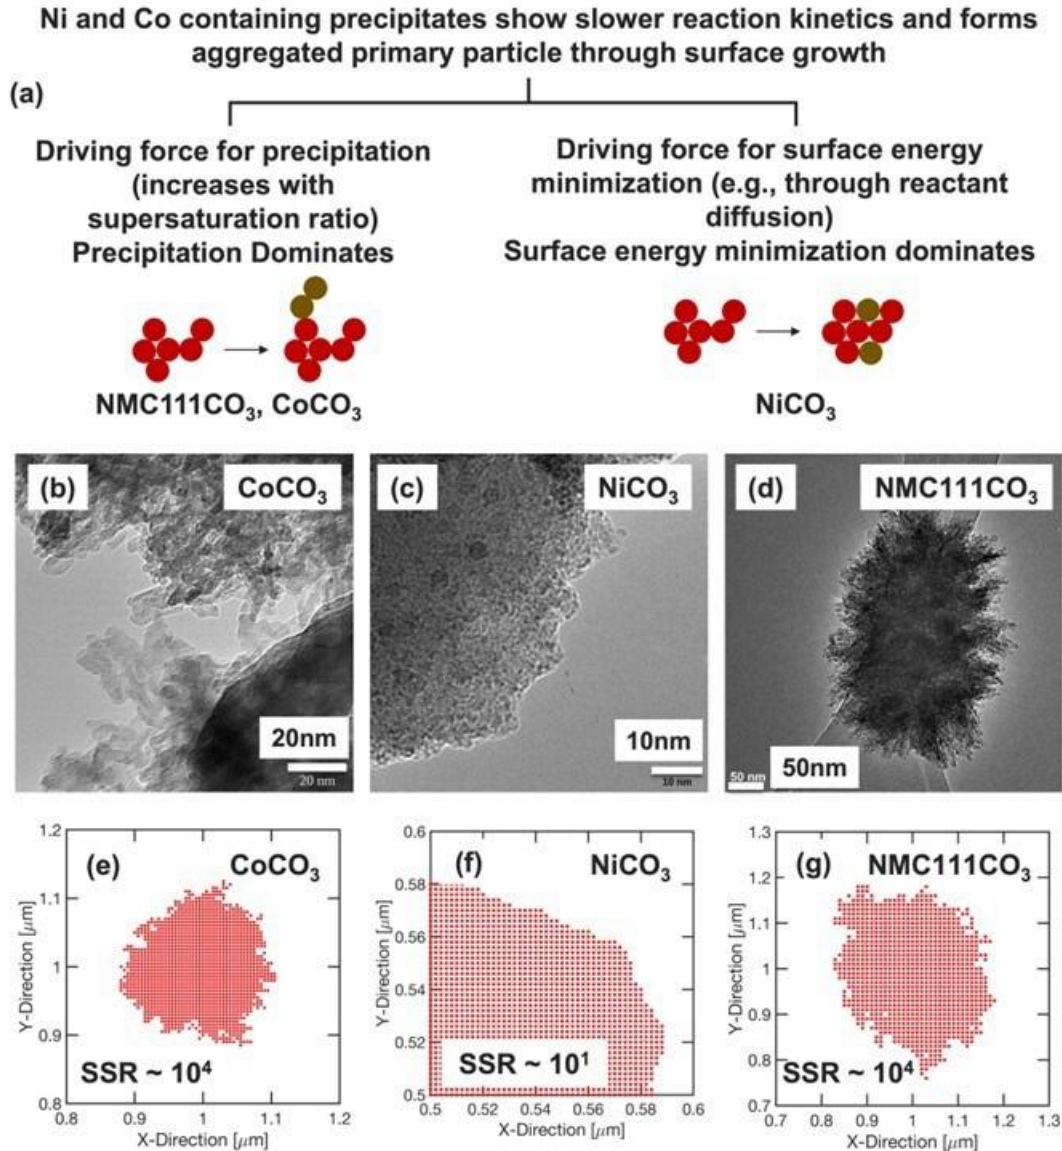 Ni and Co containing precipitates show slower reaction kinetics and forms
aggregated primary particle through surface growth
(a)
Driving force for precipitation
(increases with
supersaturation ratio)
Precipitation Dominates
Driving force for surface energy
minimization (e.g., through reactant
diffusion)
Surface energy minimization dominates
NMC111CO₃, CoCO₃
NiCO₃
(b)
CoCO₃
20nm
20 nm
(c)
NiCO₃
10nm
10 nm
(d)
NMC111CO₃
50nm
50 nm
(e)
CoCO₃
SSR ~ 10⁴
1.2
1.1
1
0.9
0.8
0.8
0.9
1
1.1
1.2
Y-Direction [μm]
X-Direction [μm]
(f)
NiCO₃
SSR ~ 10¹
0.6
0.58
0.56
0.54
0.52
0.5
0.5
0.52
0.54
0.56
0.58
0.6
Y-Direction [μm]
X-Direction [μm]
(g)
NMC111CO₃
SSR ~ 10⁴
1.3
1.2
1.1
1
0.9
0.8
0.7
0.7
0.8
0.9
1
1.1
1.2
1.3
Y-Direction [μm]
X-Direction [μm]